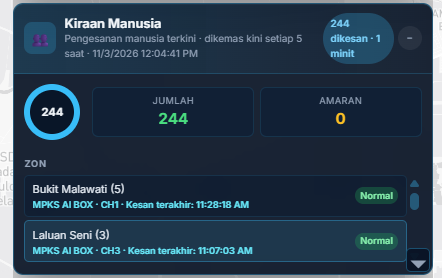 Kiraan Manusia
Pengesanan manusia terkini · dikemas kini setiap 5
saat · 11/3/2026 12:04:41 PM
244
dikesan · 1
minit
–
244
JUMLAH
244
AMARAN
0
ZON
Bukit Malawati (5)
MPKS AI BOX · CH1 · Kesan terakhir: 11:28:18 AM
Normal
Laluan Seni (3)
MPKS AI BOX · CH3 · Kesan terakhir: 11:07:03 AM
Normal